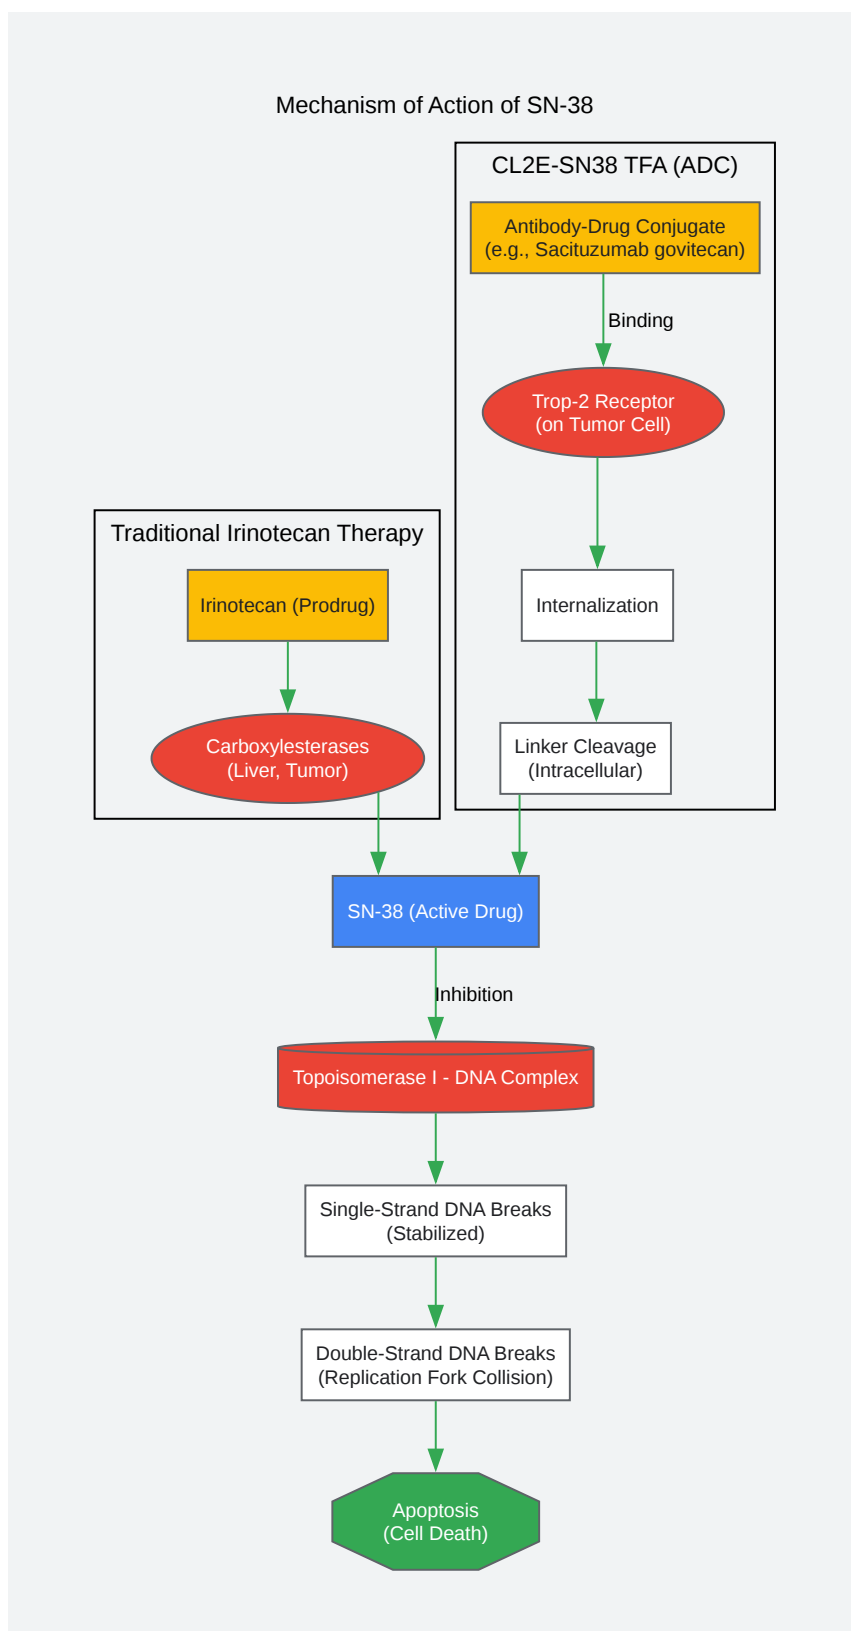 Mechanism of Action of SN-38
CL2E-SN38 TFA (ADC)
Antibody-Drug Conjugate
(e.g., Sacituzumab govitecan)
Binding
Trop-2 Receptor
(on Tumor Cell)
Internalization
Linker Cleavage
(Intracellular)
Traditional Irinotecan Therapy
Irinotecan (Prodrug)
Carboxylesterases
(Liver, Tumor)
SN-38 (Active Drug)
Inhibition
Topoisomerase I - DNA Complex
Single-Strand DNA Breaks
(Stabilized)
Double-Strand DNA Breaks
(Replication Fork Collision)
Apoptosis
(Cell Death)